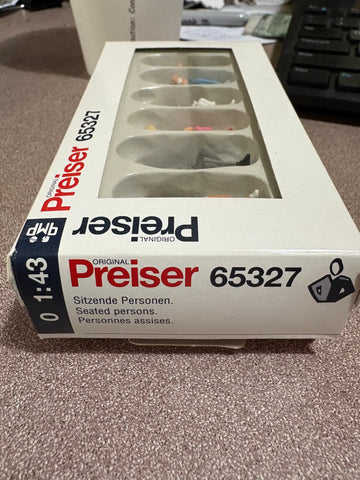 ORIGINAL
Preiser 65327
ORIGINAL
Preiser
0 1:43
ORIGINAL
Preiser 65327
Sitzende Personen.
Seated persons.
Personnes assises.